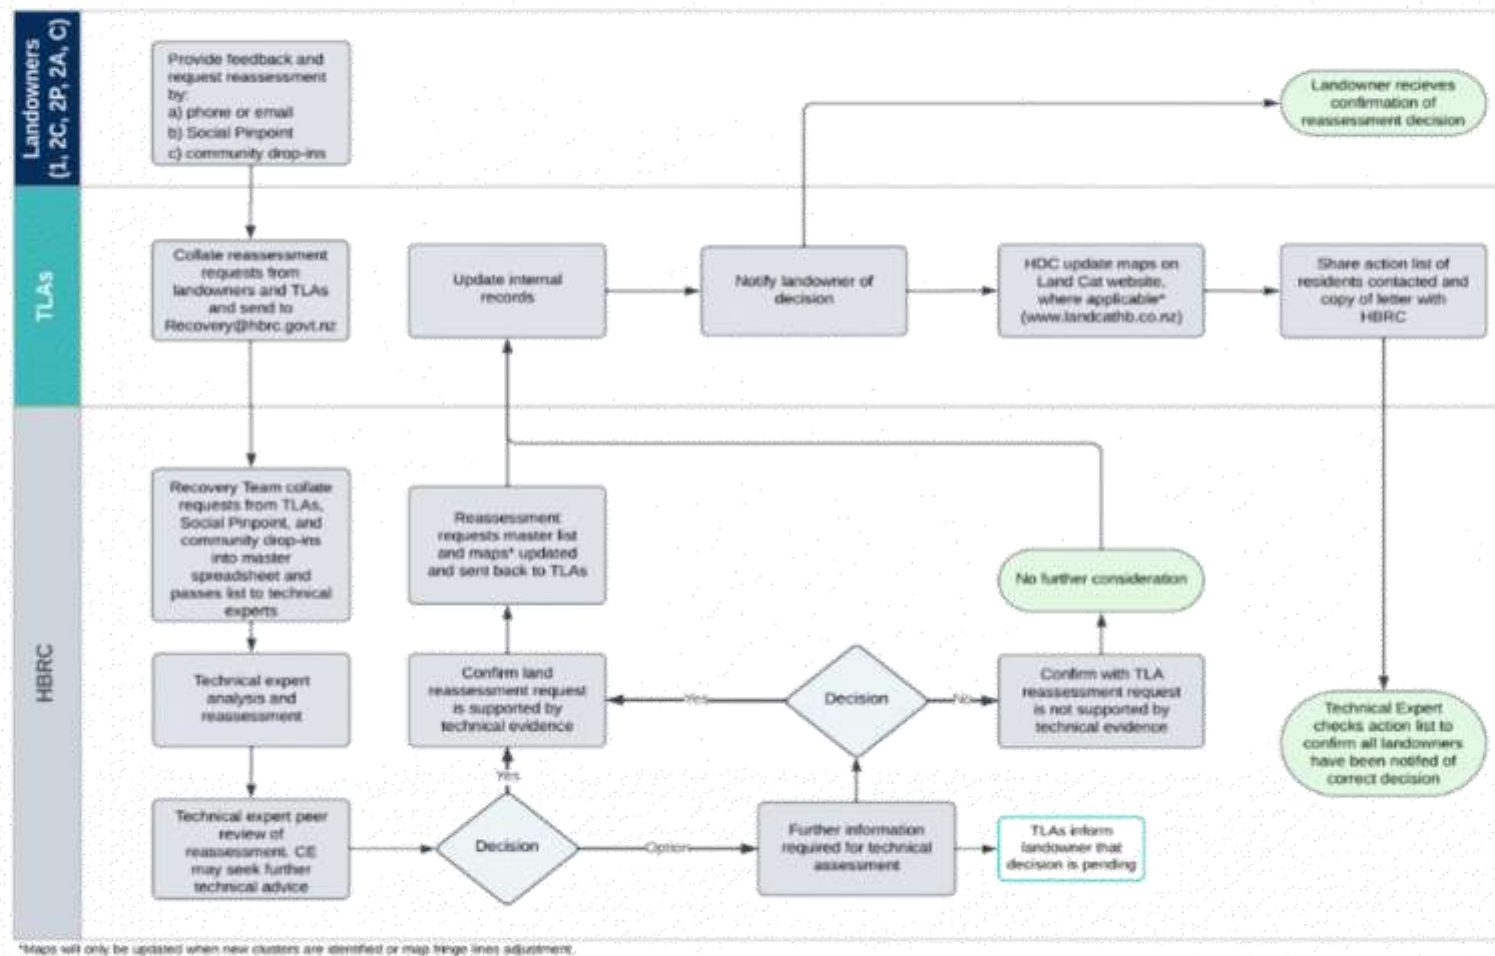 Landowners
(1, 2C, 2P, 2A, C)
Provide feedback and
request reassessment
by:
a) phone or email
b) Social Pinpoint
c) community drop-ins
Landowner recieves
confirmation of
reassessment decision
TLAs
Collate reassessment
requests from
landowners and TLAs
and send to
Recovery@hbrc.govt.nz
Update internal
records
Notify landowner of
decision
HDC update maps on
Land Cat website,
where applicable*
(www.landcathb.co.nz)
Share action list of
residents contacted and
copy of letter with
HBRC
HBRC
Recovery Team collate
requests from TLAs,
Social Pinpoint, and
community drop-ins
into master
spreadsheet and
passes list to technical
experts
Reassessment
requests master list
and maps* updated
and sent back to TLAs
No further consideration
Technical expert
analysis and
reassessment
Confirm land
reassessment request
is supported by
technical evidence
Yes
Decision
No
Confirm with TLA
reassessment request
is not supported by
technical evidence
Technical Expert
checks action list to
confirm all landowners
have been notifed of
correct decision
Technical expert peer
review of
reassessment. CE
may seek further
technical advice
Yes
Decision
Option
Further information
required for technical
assessment
TLAs inform
landowner that
decision is pending
*Maps will only be updated when new clusters are identified or map fringe lines adjustment.